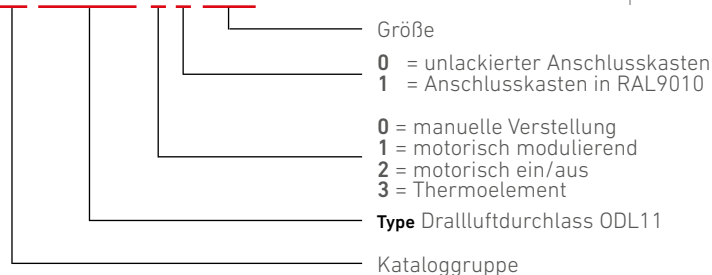 Größe
0 = unlackierter Anschlusskasten
1 = Anschlusskasten in RAL9010
0 = manuelle Verstellung
1 = motorisch modulierend
2 = motorisch ein/aus
3 = Thermoelement
Type Drallluftdurchlass ODL11
Kataloggruppe